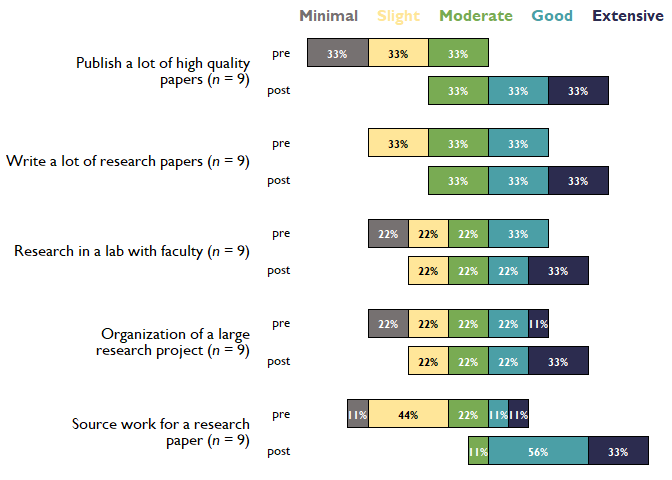 Minimal Slight Moderate Good Extensive
Publish a lot of high quality
papers (n = 9)
pre 33% 33% 33%
post 33% 33% 33%
Write a lot of research papers (n = 9)
pre 33% 33% 33%
post 33% 33% 33%
Research in a lab with faculty (n = 9)
pre 22% 22% 22% 33%
post 22% 22% 22% 33%
Organization of a large
research project (n = 9)
pre 22% 22% 22% 22% 11%
post 22% 22% 22% 33%
Source work for a research
paper (n = 9)
pre 11% 44% 22% 11% 11%
post 11% 56% 33%